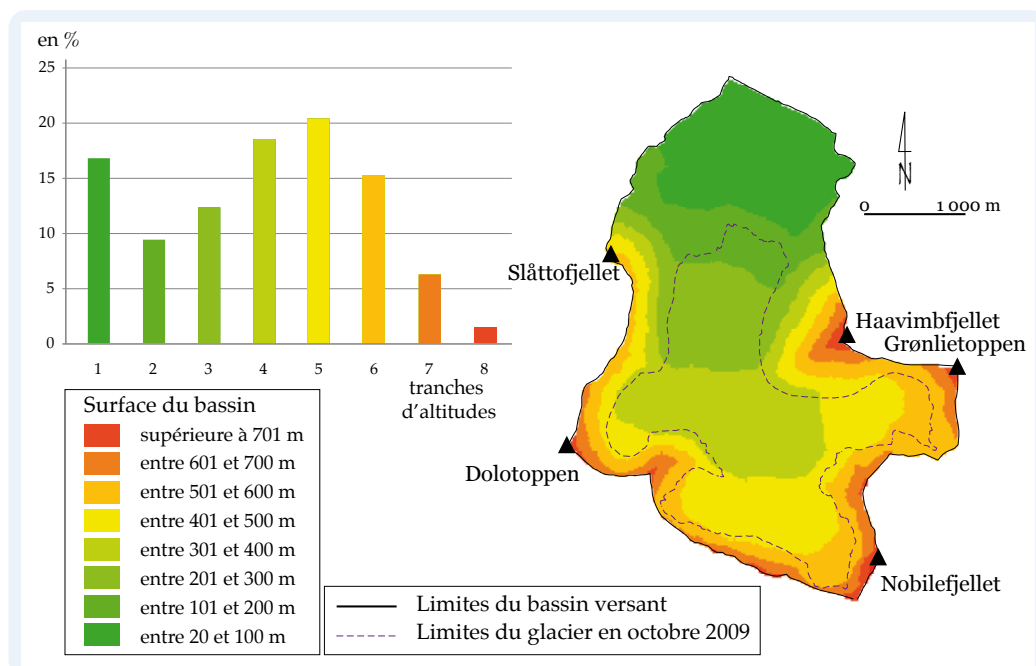 en %
25
20
15
10
5
0
1 2 3 4 5 6 7 8
tranches
d'altitudes
Surface du bassin
supérieure à 701 m
entre 601 et 700 m
entre 501 et 600 m
entre 401 et 500 m
entre 301 et 400 m
entre 201 et 300 m
entre 101 et 200 m
entre 20 et 100 m
N
0 1 000 m
Slåttofjellet
Haavimbfjellet
Grønlietoppen
Dolotoppen
Nobilefjellet
Limites du bassin versant
Limites du glacier en octobre 2009